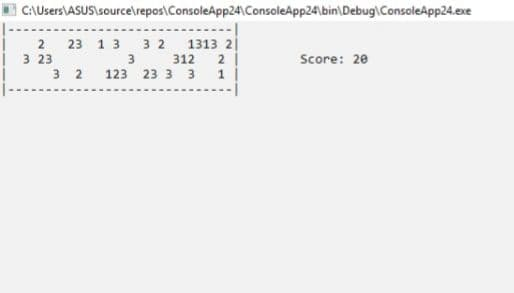 C:\Users\ASUS\source\repos\ConsoleApp24\ConsoleApp24\bin\Debug\ConsoleApp24.exe
|------------------------------|
|    2   23  1 3   3 2   1313 2|
|  3 23          3     312   2 |        Score: 20
|      3  2   123  23 3  3   1 |
|------------------------------|